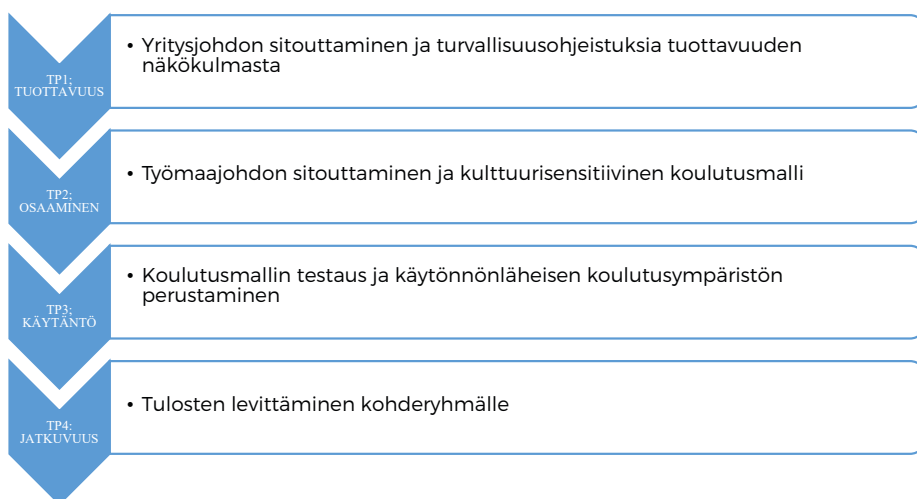 TP1;
TUOTTAVUUS
• Yritysjohdon sitouttaminen ja turvallisuusohjeistuksia tuottavuuden
näkökulmasta
TP2;
OSAAMINEN
• Työmaajohdon sitouttaminen ja kulttuurisensitiivinen koulutusmalli
TP3;
KÄYTÄNTÖ
• Koulutusmallin testaus ja käytönnönläheisen koulutusympäristön
perustaminen
TP4:
JATKUVUUS
• Tulosten levittäminen kohderyhmälle